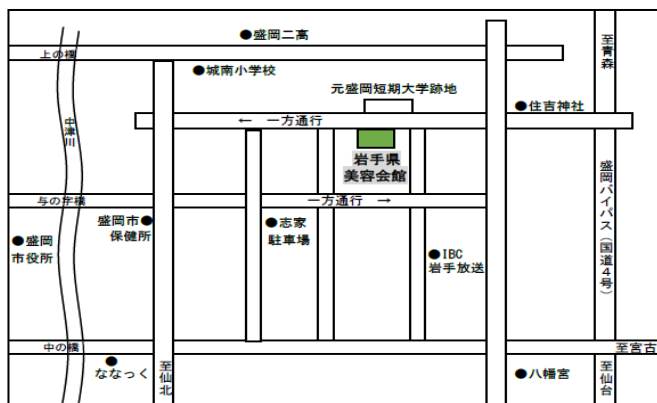 ●盛岡二高
上の橋
至青森
●城南小学校
元盛岡短期大学跡地
●住吉神社
← 一方通行
中津川
岩手県
美容会館
盛岡バイパス(国道4号)
与の字橋
一方通行 →
盛岡市●
保健所
●志家
駐車場
●盛岡
市役所
●IBC
岩手放送
中の橋
至宮古
●
ななっく
至仙北
●八幡宮
至仙台